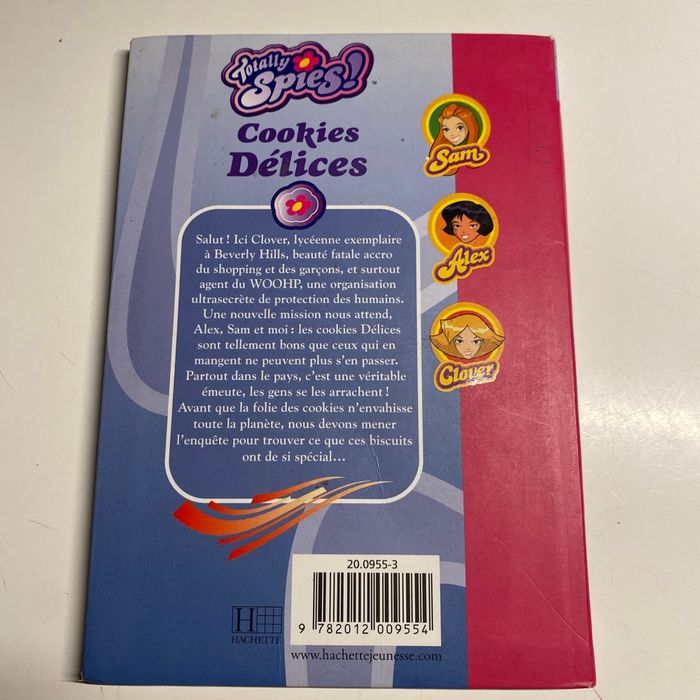 Totally
Spies!
TM
Cookies
Délices
Sam
Alex
Clover
Salut ! Ici Clover, lycéenne exemplaire
à Beverly Hills, beauté fatale accro
du shopping et des garçons, et surtout
agent du WOOHP, une organisation
ultrasecrète de protection des humains.
Une nouvelle mission nous attend,
Alex, Sam et moi : les cookies Délices
sont tellement bons que ceux qui en
mangent ne peuvent plus s'en passer.
Partout dans le pays, c'est une véritable
émeute, les gens se les arrachent !
Avant que la folie des cookies n'envahisse
toute la planète, nous devons mener
l'enquête pour trouver ce que ces biscuits
ont de si spécial…
20.0955-3
9 782012 009554
H
HACHETTE
www.hachettejeunesse.com